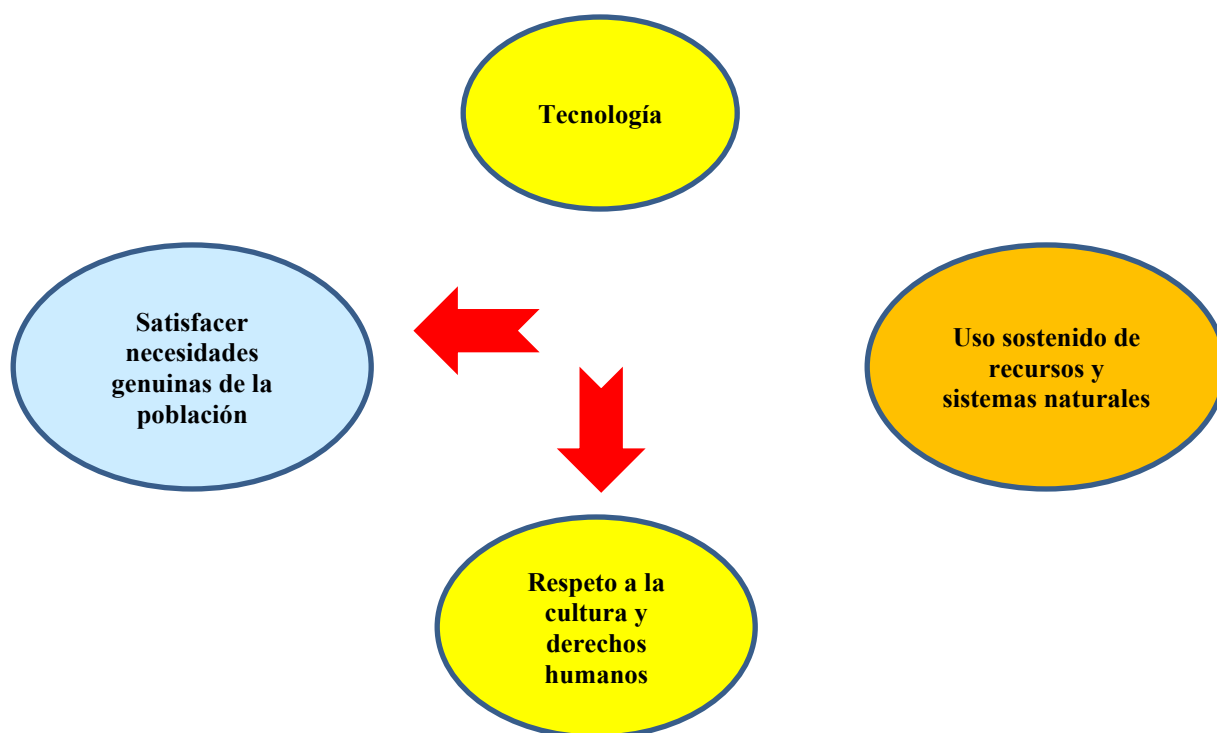 Tecnología
Satisfacer
necesidades
genuinas de la
población
Uso sostenido de
recursos y
sistemas naturales
Respeto a la
cultura y
derechos
humanos